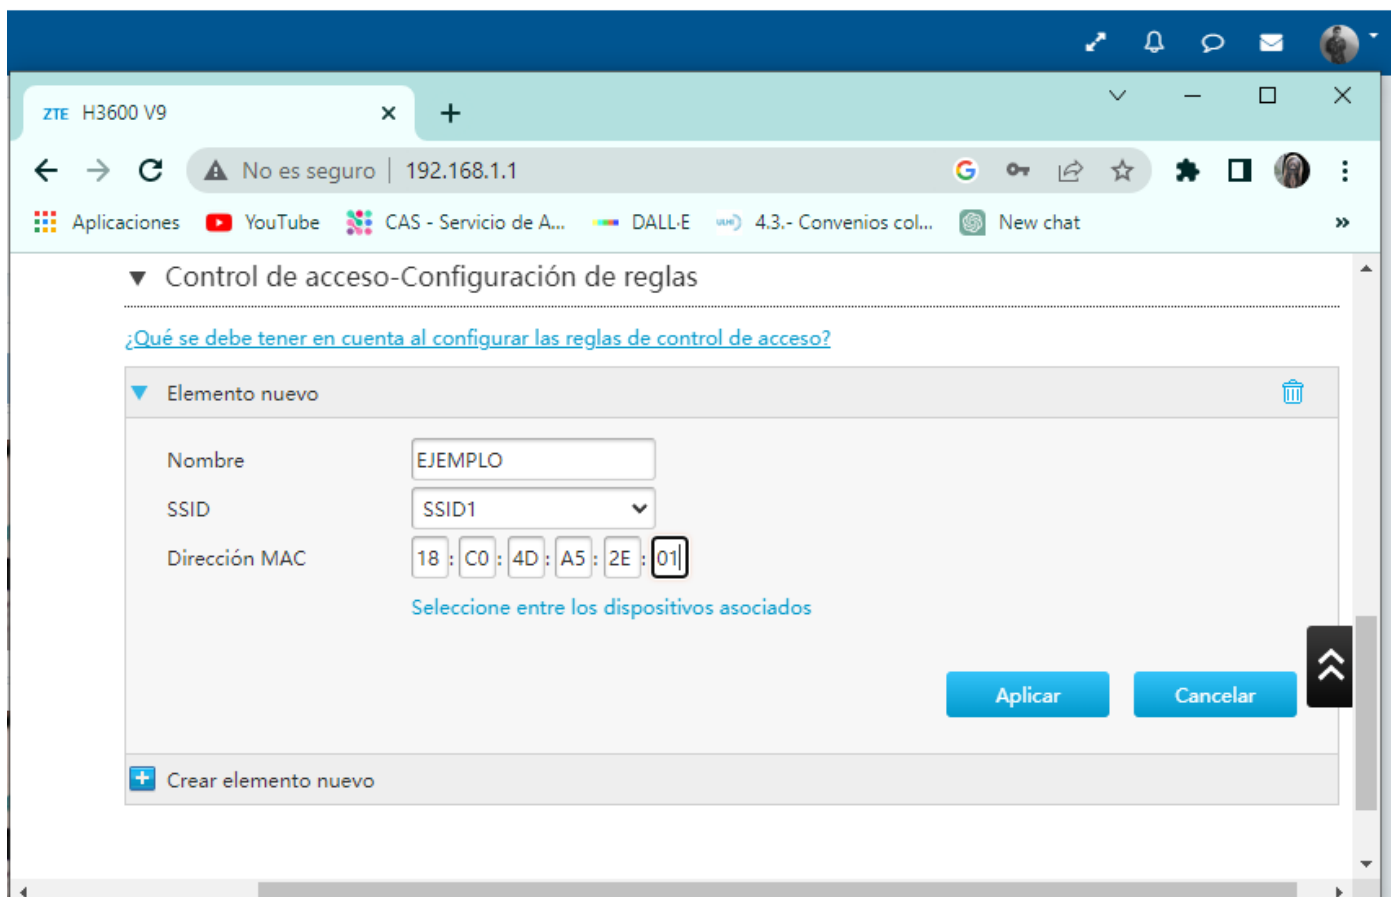 ZTE H3600 V9
No es seguro 192.168.1.1
Aplicaciones YouTube CAS - Servicio de A... DALL·E 4.3.- Convenios col... New chat »
Control de acceso-Configuración de reglas
¿Qué se debe tener en cuenta al configurar las reglas de control de acceso?
Elemento nuevo
Nombre EJEMPLO
SSID SSID1
Dirección MAC 18 : C0 : 4D : A5 : 2E : 01
Seleccione entre los dispositivos asociados
Aplicar Cancelar
Crear elemento nuevo